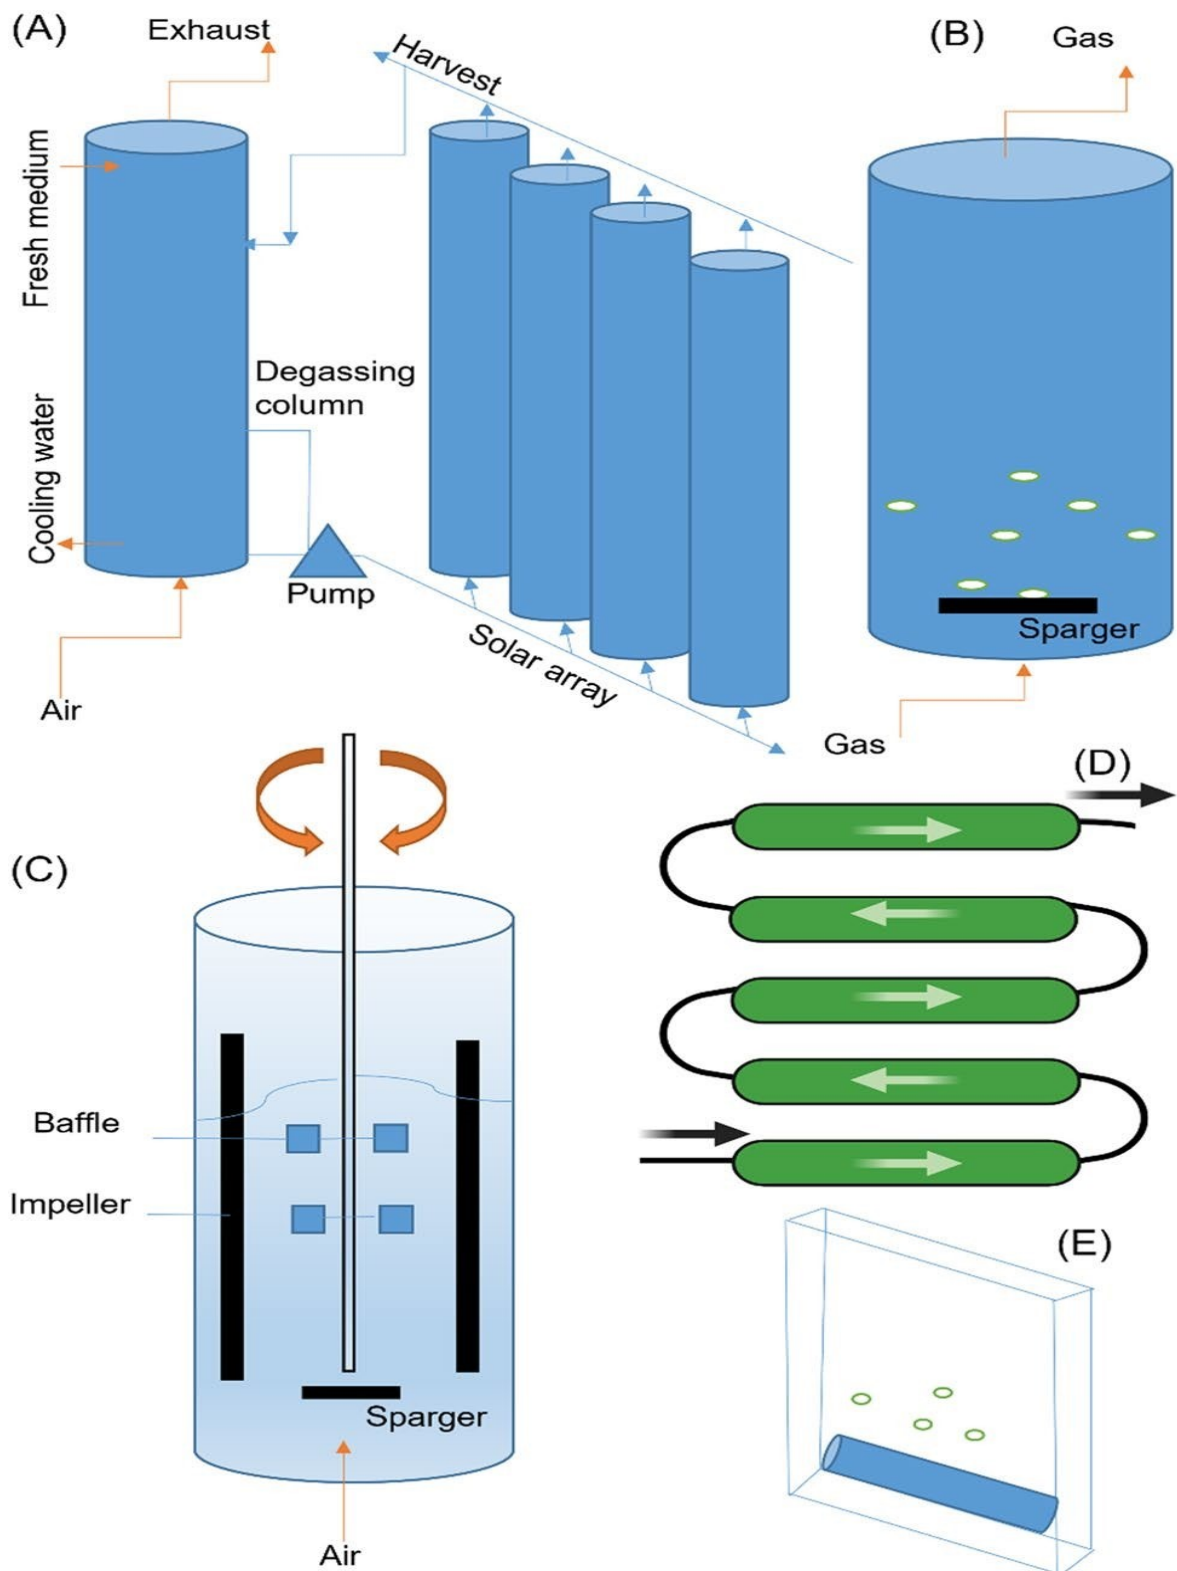 (A)
Exhaust
Harvest
(B)
Gas
Fresh medium
Degassing
column
Cooling water
Pump
Solar array
Sparger
Air
Gas
(C)
(D)
Baffle
Impeller
Sparger
Air
(E)